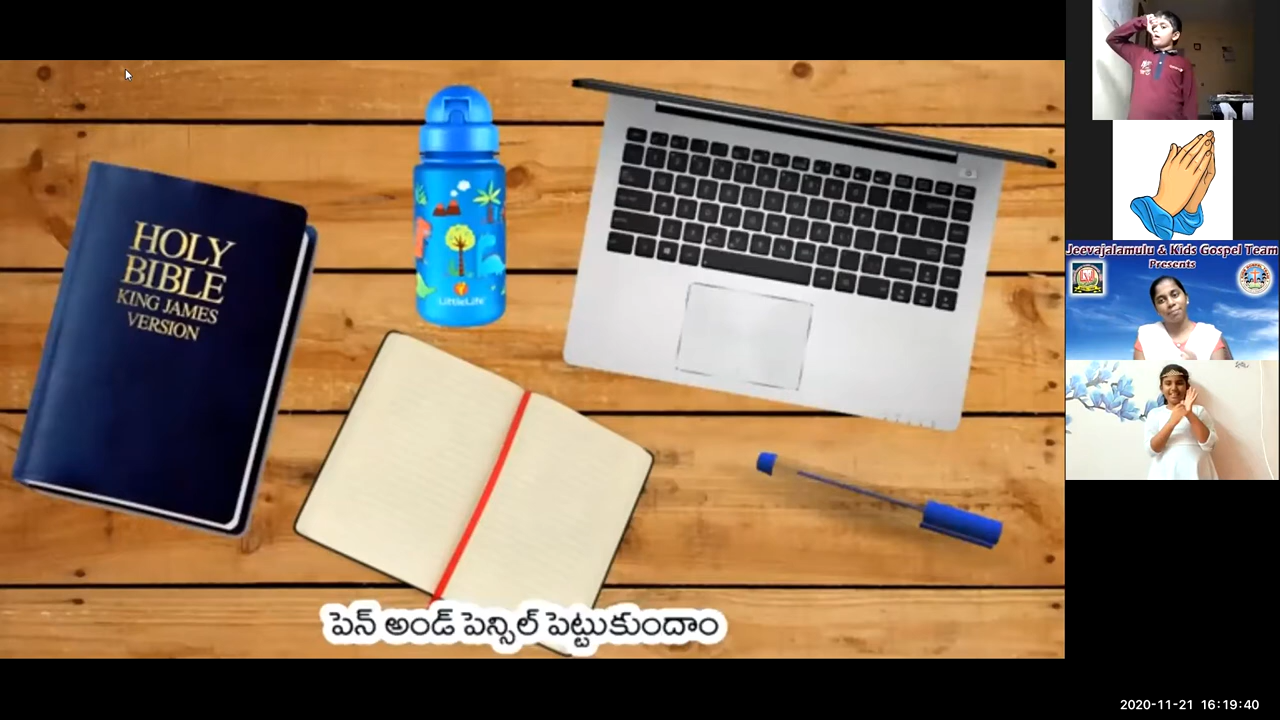 HOLY
BIBLE
KING JAMES
VERSION
LittleLife
పెన్ అండ్ పెన్సిల్ పెట్టుకుందాం
Jeevajalamulu & Kids Gospel Team
Presents
2020-11-21 16:19:40